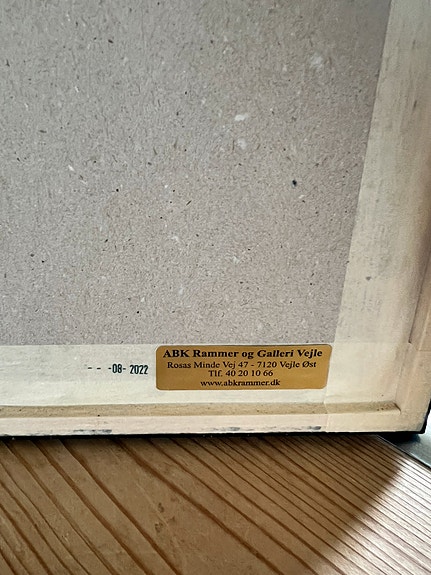 ABK Rammer og Galleri Vejle
Rosas Minde Vej 47 - 7120 Vejle Øst
Tlf. 40 20 10 66
www.abkrammer.dk
- - -08- 2022